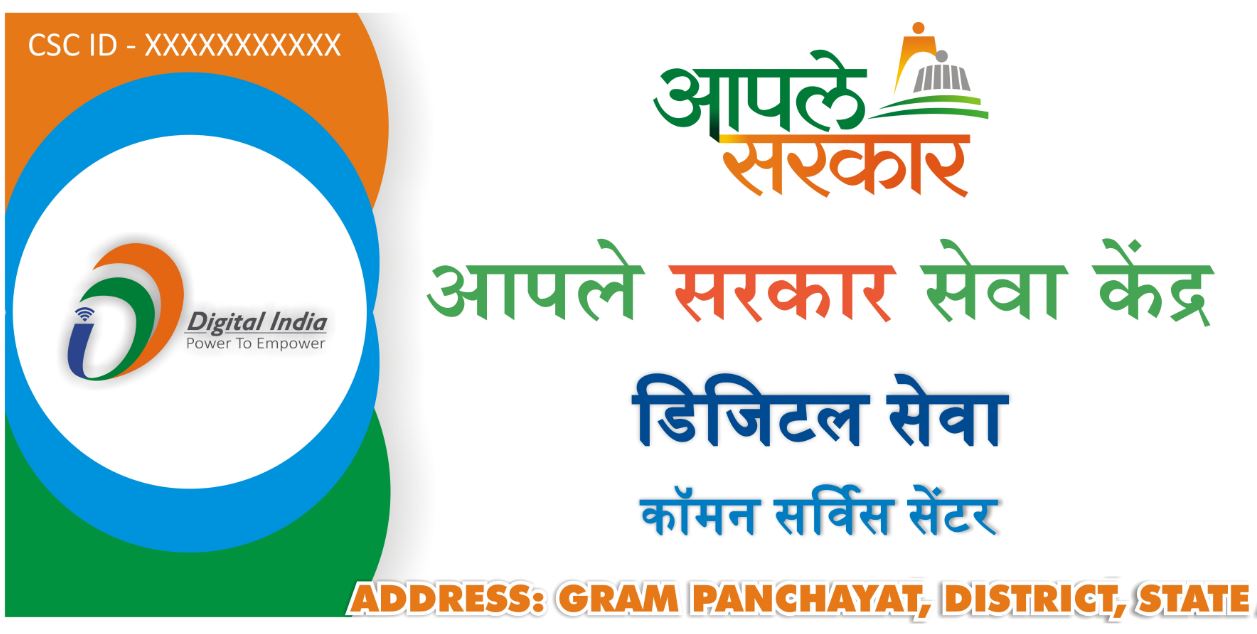 CSC ID - XXXXXXXXXXX
आपले
सरकार
आपले सरकार सेवा केंद्र
Digital India
Power To Empower
डिजिटल सेवा
कॉमन सर्विस सेंटर
ADDRESS: GRAM PANCHAYAT, DISTRICT, STATE